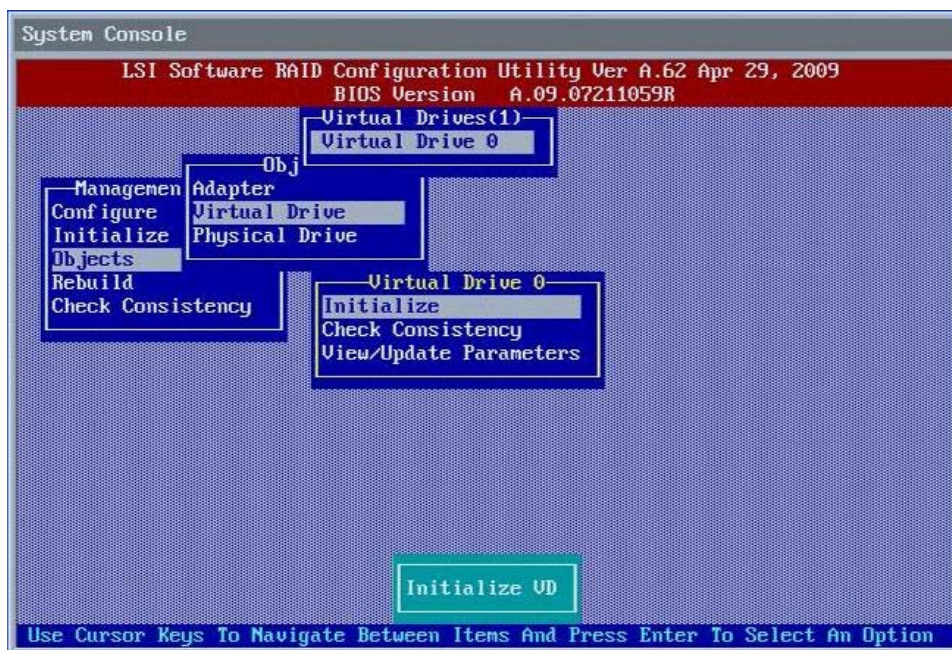 System Console
LSI Software RAID Configuration Utility Ver A.62 Apr 29, 2009
BIOS Version A.09.07211059R
Virtual Drives(1)
Virtual Drive 0
Obj
Adapter
Virtual Drive
Physical Drive
Managemen
Configure
Initialize
Objects
Rebuild
Check Consistency
Virtual Drive 0
Initialize
Check Consistency
View/Update Parameters
Initialize VD
Use Cursor Keys To Navigate Between Items And Press Enter To Select An Option